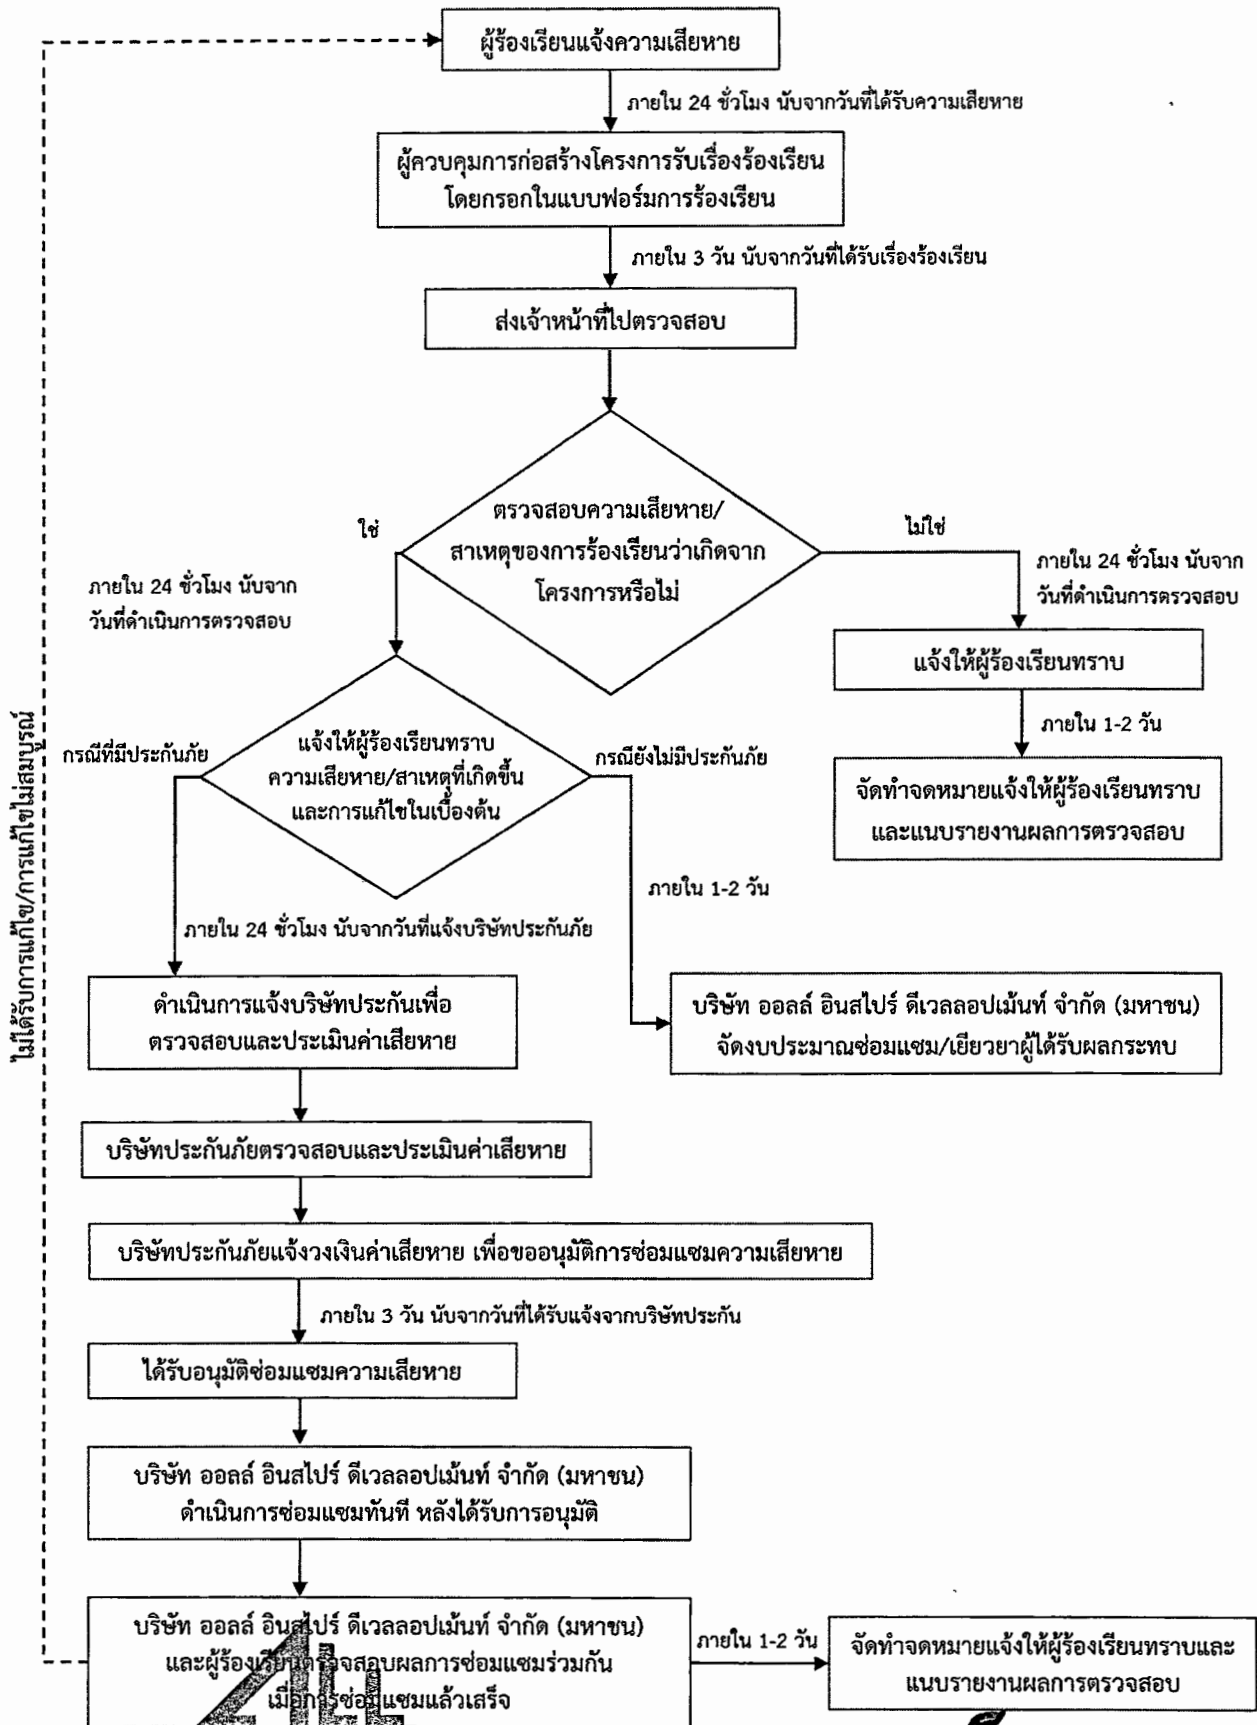 ผู้ร้องเรียนแจ้งความเสียหาย
ภายใน 24 ชั่วโมง นับจากวันที่ได้รับความเสียหาย
ผู้ควบคุมการก่อสร้างโครงการรับเรื่องร้องเรียน
โดยกรอกในแบบฟอร์มการร้องเรียน
ภายใน 3 วัน นับจากวันที่ได้รับเรื่องร้องเรียน
ส่งเจ้าหน้าที่ไปตรวจสอบ
ตรวจสอบความเสียหาย/
สาเหตุของการร้องเรียนว่าเกิดจาก
โครงการหรือไม่
ใช่
ไม่ใช่
ภายใน 24 ชั่วโมง นับจาก
วันที่ดำเนินการตรวจสอบ
ภายใน 24 ชั่วโมง นับจาก
วันที่ดำเนินการตรวจสอบ
แจ้งให้ผู้ร้องเรียนทราบ
ภายใน 1-2 วัน
จัดทำจดหมายแจ้งให้ผู้ร้องเรียนทราบ
และแนบรายงานผลการตรวจสอบ
กรณีที่มีประกันภัย
แจ้งให้ผู้ร้องเรียนทราบ
ความเสียหาย/สาเหตุที่เกิดขึ้น
และการแก้ไขในเบื้องต้น
กรณียังไม่มีประกันภัย
ภายใน 1-2 วัน
ภายใน 24 ชั่วโมง นับจากวันที่แจ้งบริษัทประกันภัย
ไม่ได้รับการแก้ไข/การแก้ไขไม่สมบูรณ์
ดำเนินการแจ้งบริษัทประกันเพื่อ
ตรวจสอบและประเมินค่าเสียหาย
บริษัท ออลล์ อินสไปร์ ดีเวลลอปเม้นท์ จำกัด (มหาชน)
จัดงบประมาณซ่อมแซม/เยียวยาผู้ได้รับผลกระทบ
บริษัทประกันภัยตรวจสอบและประเมินค่าเสียหาย
บริษัทประกันภัยแจ้งวงเงินค่าเสียหาย เพื่อขออนุมัติการซ่อมแซมความเสียหาย
ภายใน 3 วัน นับจากวันที่ได้รับแจ้งจากบริษัทประกัน
ได้รับอนุมัติซ่อมแซมความเสียหาย
บริษัท ออลล์ อินสไปร์ ดีเวลลอปเม้นท์ จำกัด (มหาชน)
ดำเนินการซ่อมแซมทันที หลังได้รับการอนุมัติ
บริษัท ออลล์ อินสไปร์ ดีเวลลอปเม้นท์ จำกัด (มหาชน)
และผู้ร้องเรียนตรวจสอบผลการซ่อมแซมร่วมกัน
เมื่อการซ่อมแซมแล้วเสร็จ
ภายใน 1-2 วัน
จัดทำจดหมายแจ้งให้ผู้ร้องเรียนทราบและ
แนบรายงานผลการตรวจสอบ